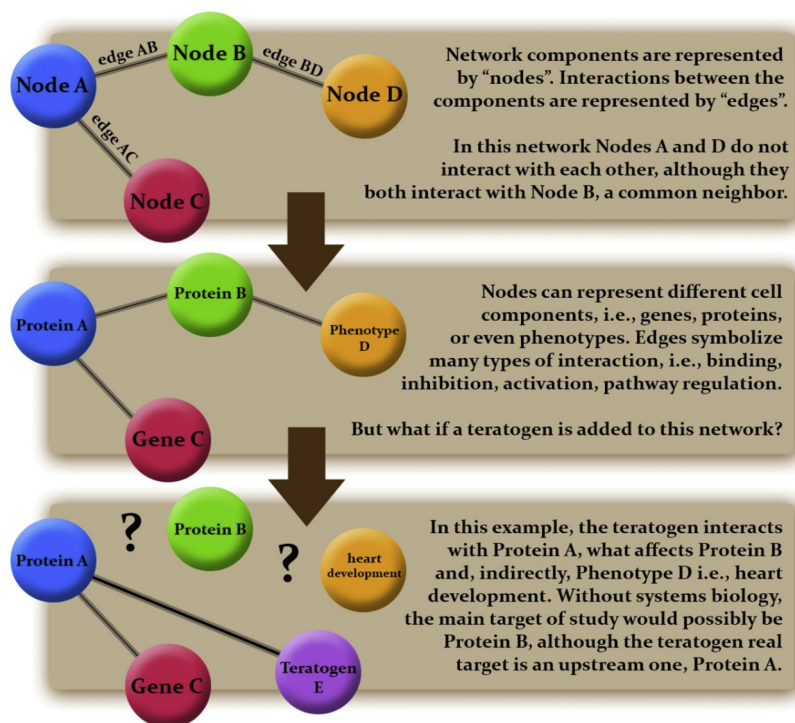 Node A
edge AB
Node B
edge BD
Node D
edge AC
Node C
Network components are represented
by “nodes”. Interactions between the
components are represented by “edges”.
In this network Nodes A and D do not
interact with each other, although they
both interact with Node B, a common neighbor.
Protein A
Protein B
Phenotype
D
Gene C
Nodes can represent different cell
components, i.e., genes, proteins,
or even phenotypes. Edges symbolize
many types of interaction, i.e., binding,
inhibition, activation, pathway regulation.
But what if a teratogen is added to this network?
Protein A
?
Protein B
?
heart
development
Gene C
Teratogen
E
In this example, the teratogen interacts
with Protein A, what affects Protein B
and, indirectly, Phenotype D i.e., heart
development. Without systems biology,
the main target of study would possibly be
Protein B, although the teratogen real
target is an upstream one, Protein A.